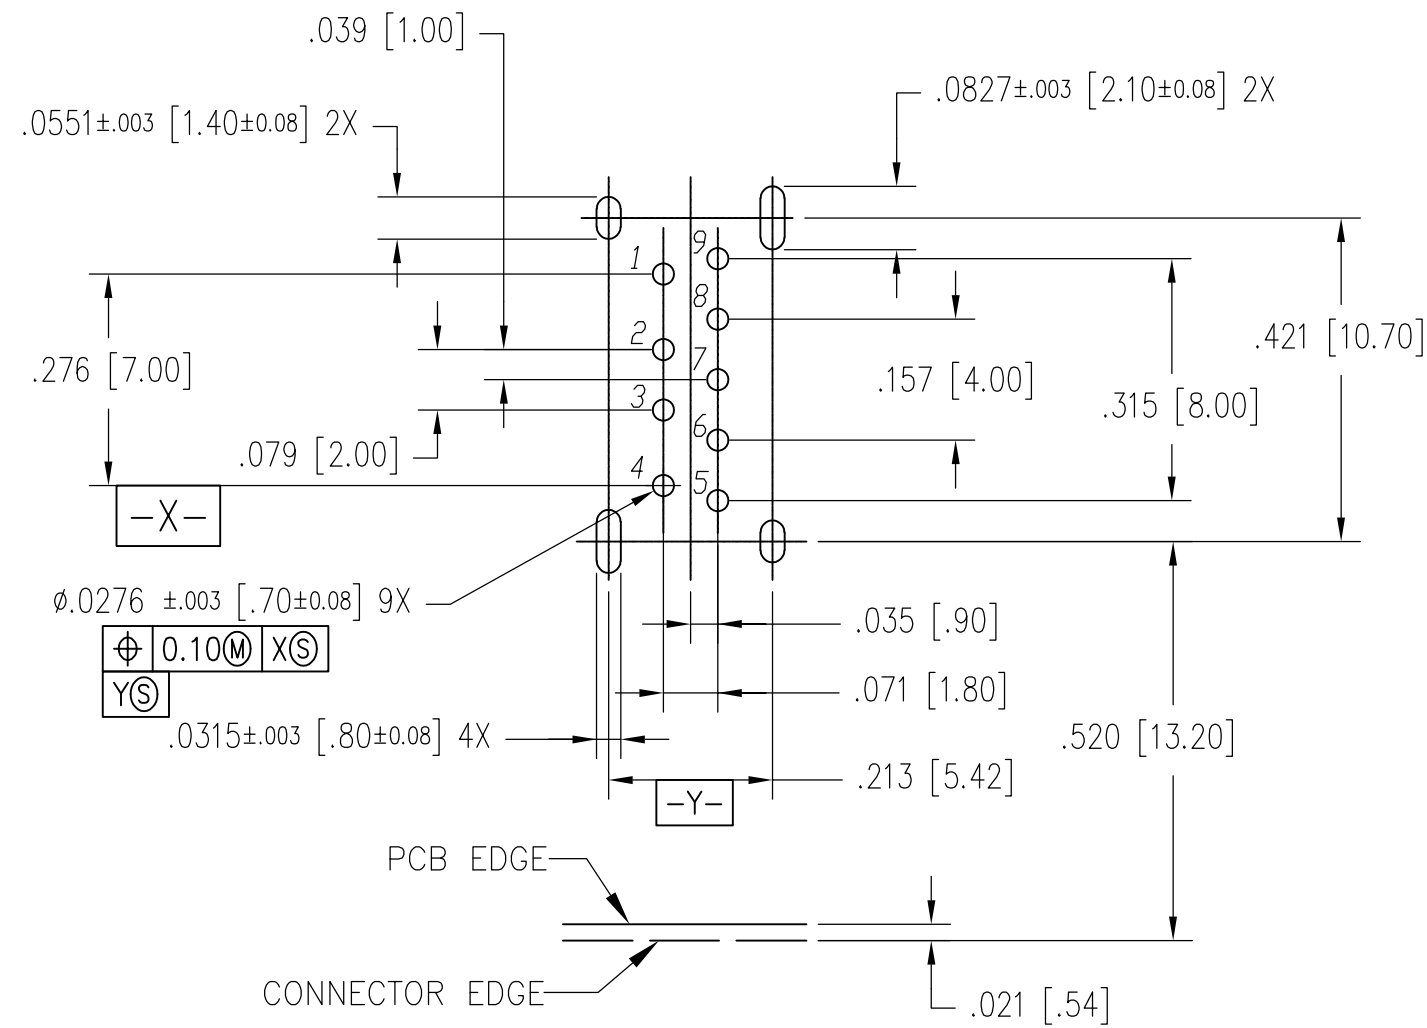 .039 [1.00]
.0827±.003 [2.10±0.08] 2X
.0551±.003 [1.40±0.08] 2X
9
1
8
2
.421 [10.70]
7
.276 [7.00]
.157 [4.00]
3
.315 [8.00]
6
.079 [2.00]
4
5
-X-
ø.0276 ±.003 [.70±0.08] 9X
.035 [.90]
⌖ 0.10Ⓜ XⓈ
YⓈ
.071 [1.80]
.0315±.003 [.80±0.08] 4X
.520 [13.20]
.213 [5.42]
-Y-
PCB EDGE
CONNECTOR EDGE
.021 [.54]